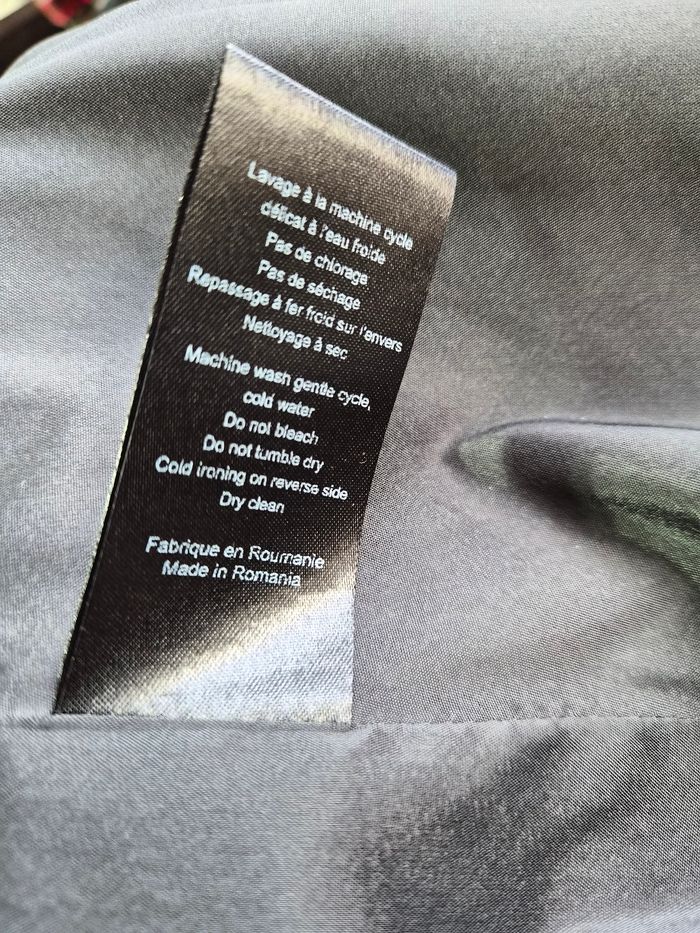 Lavage à la machine cycle
délicat à l'eau froide
Pas de chlorage
Pas de séchage
Repassage à fer froid sur l'envers
Nettoyage à sec
Machine wash gentle cycle,
cold water
Do not bleach
Do not tumble dry
Cold ironing on reverse side
Dry clean
Fabrique en Roumanie
Made in Romania